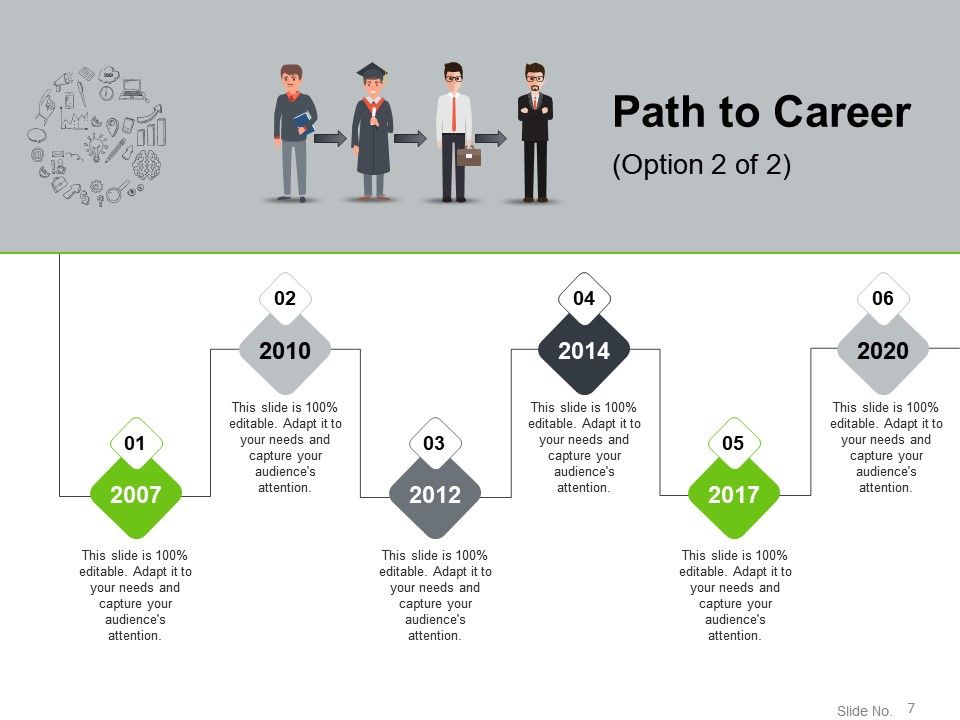 Path to Career
(Option 2 of 2)
01
2007
This slide is 100%
editable. Adapt it to
your needs and
capture your
audience's
attention.
02
2010
This slide is 100%
editable. Adapt it to
your needs and
capture your
audience's
attention.
03
2012
This slide is 100%
editable. Adapt it to
your needs and
capture your
audience's
attention.
04
2014
This slide is 100%
editable. Adapt it to
your needs and
capture your
audience's
attention.
05
2017
This slide is 100%
editable. Adapt it to
your needs and
capture your
audience's
attention.
06
2020
This slide is 100%
editable. Adapt it to
your needs and
capture your
audience's
attention.
Slide No. 7